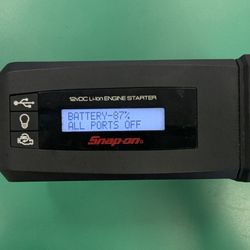 12VDC Li-Ion ENGINE STARTER
BATTERY-87%
ALL PORTS OFF
Snap-on